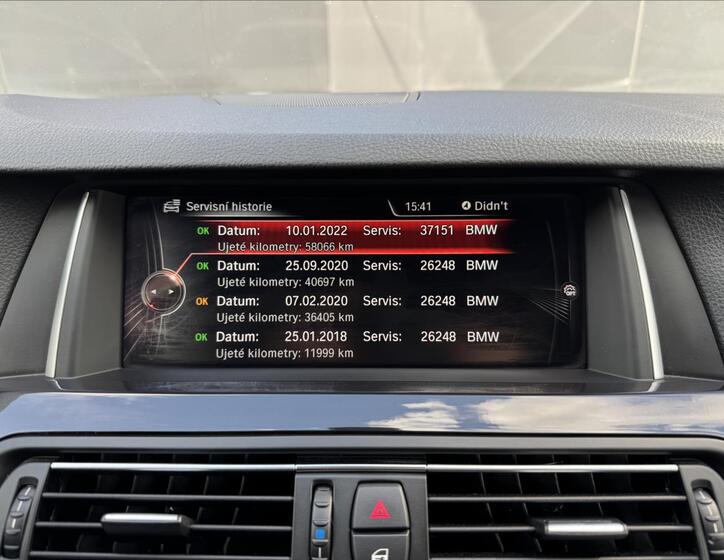 Servisní historie 15:41 Didn't
OK Datum: 10.01.2022 Servis: 37151 BMW
Ujeté kilometry: 58066 km
OK Datum: 25.09.2020 Servis: 26248 BMW
Ujeté kilometry: 40697 km
OK Datum: 07.02.2020 Servis: 26248 BMW
Ujeté kilometry: 36405 km
OK Datum: 25.01.2018 Servis: 26248 BMW
Ujeté kilometry: 11999 km